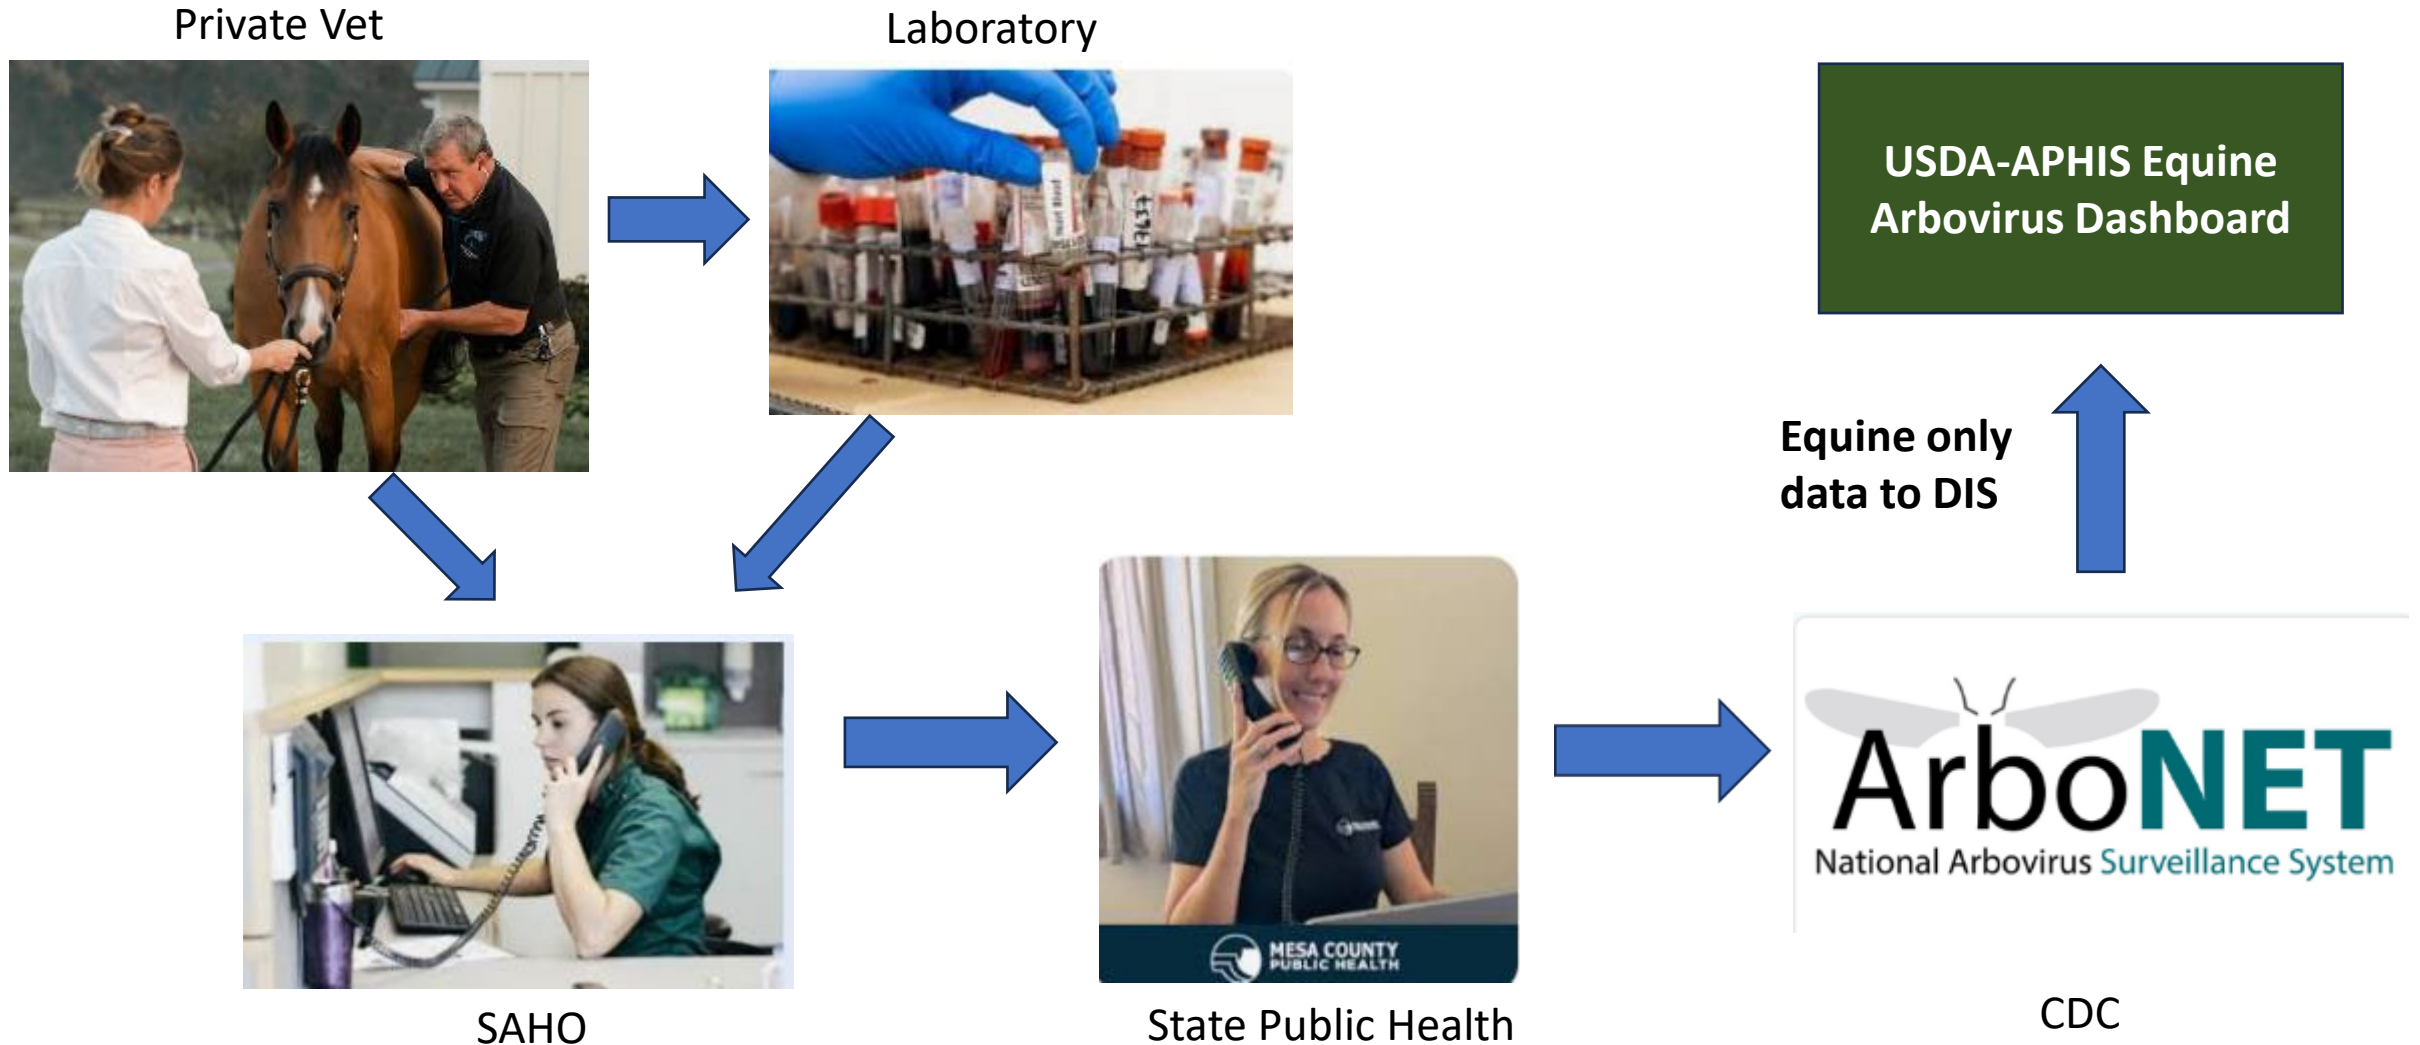 Private Vet
Laboratory
USDA-APHIS Equine
Arbovirus Dashboard
Equine only
data to DIS
MESA COUNTY
PUBLIC HEALTH
ArboNET
National Arbovirus Surveillance System
SAHO
State Public Health
CDC